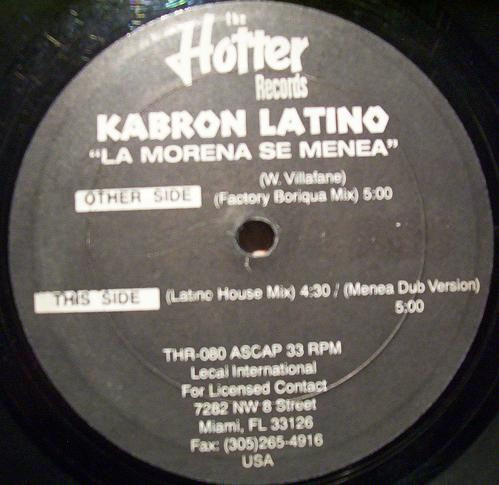 the
Hotter
Records
KABRON LATINO
"LA MORENA SE MENEA"
(W. Villafane)
OTHER SIDE (Factory Boriqua Mix) 5:00
THIS SIDE (Latino House Mix) 4:30 / (Menea Dub Version)
5:00
THR-080 ASCAP 33 RPM
Lecai International
For Licensed Contact
7282 NW 8 Street
Miami, FL 33126
Fax: (305)265-4916
USA